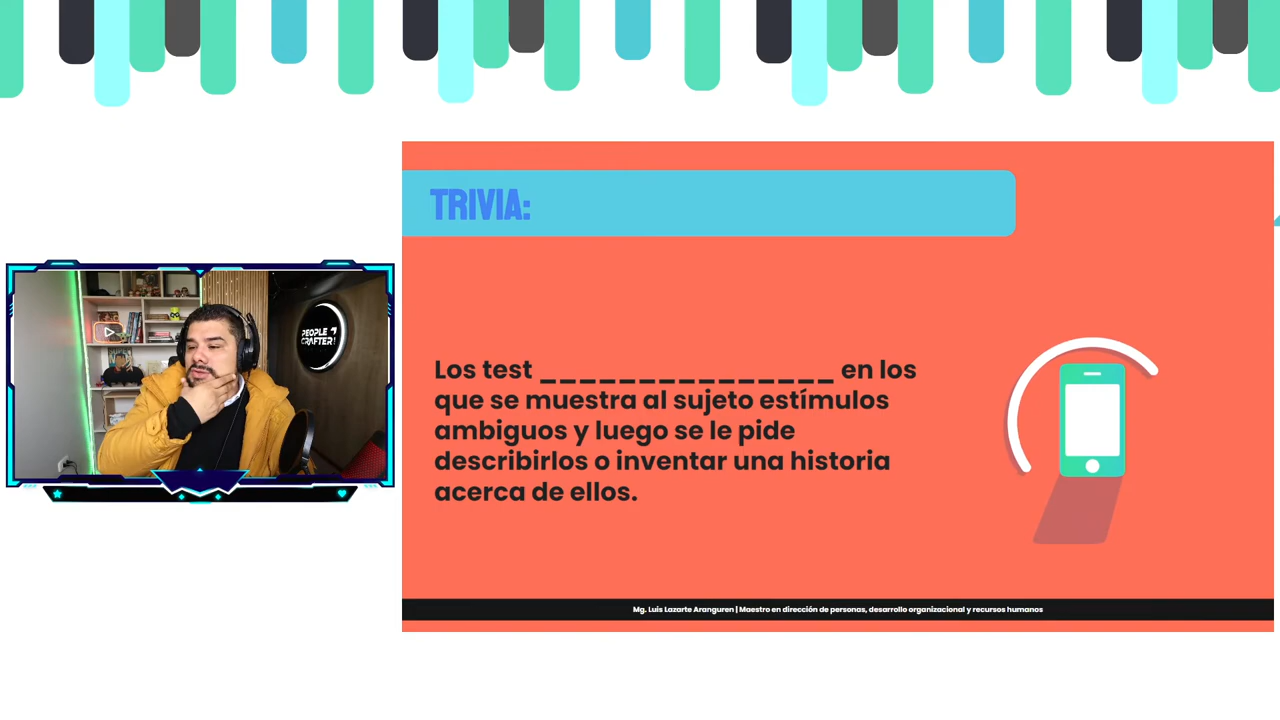 TRIVIA:
PEOPLE
CRAFTER!
Los test _______________ en los
que se muestra al sujeto estímulos
ambiguos y luego se le pide
describirlos o inventar una historia
acerca de ellos.
Mg. Luis Lazarte Aranguren | Maestro en dirección de personas, desarrollo organizacional y recursos humanos